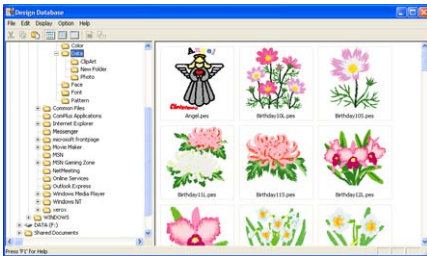 Design Database
File Edit Display Option Help
Color
Data
ClipArt
New Folder
Photo
Face
Font
Pattern
Common Files
ComPlus Applications
Internet Explorer
Messenger
microsoft frontpage
Movie Maker
MSN
MSN Gaming Zone
NetMeeting
Online Services
Outlook Express
Windows Media Player
Windows NT
xerox
WINDOWS
DATA (F:)
Shared Documents
Angel
Christmas
Angel.pes
Birthday10L.pes
Birthday10S.pes
Birthday11L.pes
Birthday11S.pes
Birthday12L.pes
Press 'F1' for Help